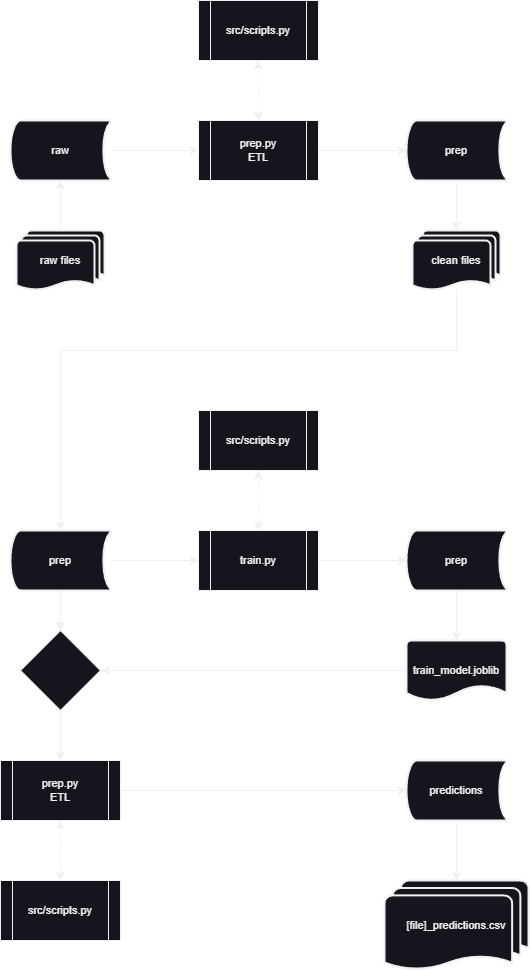 src/scripts.py
raw
prep.py
ETL
prep
raw files
clean files
src/scripts.py
prep
train.py
prep
train_model.joblib
prep.py
ETL
predictions
src/scripts.py
[file]_predictions.csv